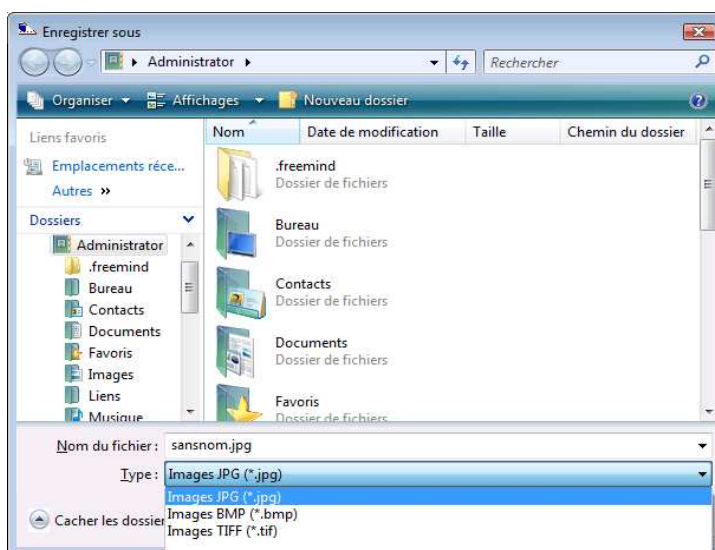 Enregistrer sous
Administrator
Rechercher
Organiser Affichages Nouveau dossier
Liens favoris
Emplacements réce...
Autres »
Dossiers
Administrator
.freemind
Bureau
Contacts
Documents
Favoris
Images
Liens
Musique
Nom Date de modification Taille Chemin du dossier
.freemind
Dossier de fichiers
Bureau
Dossier de fichiers
Contacts
Dossier de fichiers
Documents
Dossier de fichiers
Favoris
Dossier de fichiers
Nom du fichier : sansnom.jpg
Type : Images JPG (*.jpg)
Images JPG (*.jpg)
Images BMP (*.bmp)
Images TIFF (*.tif)
Cacher les dossier